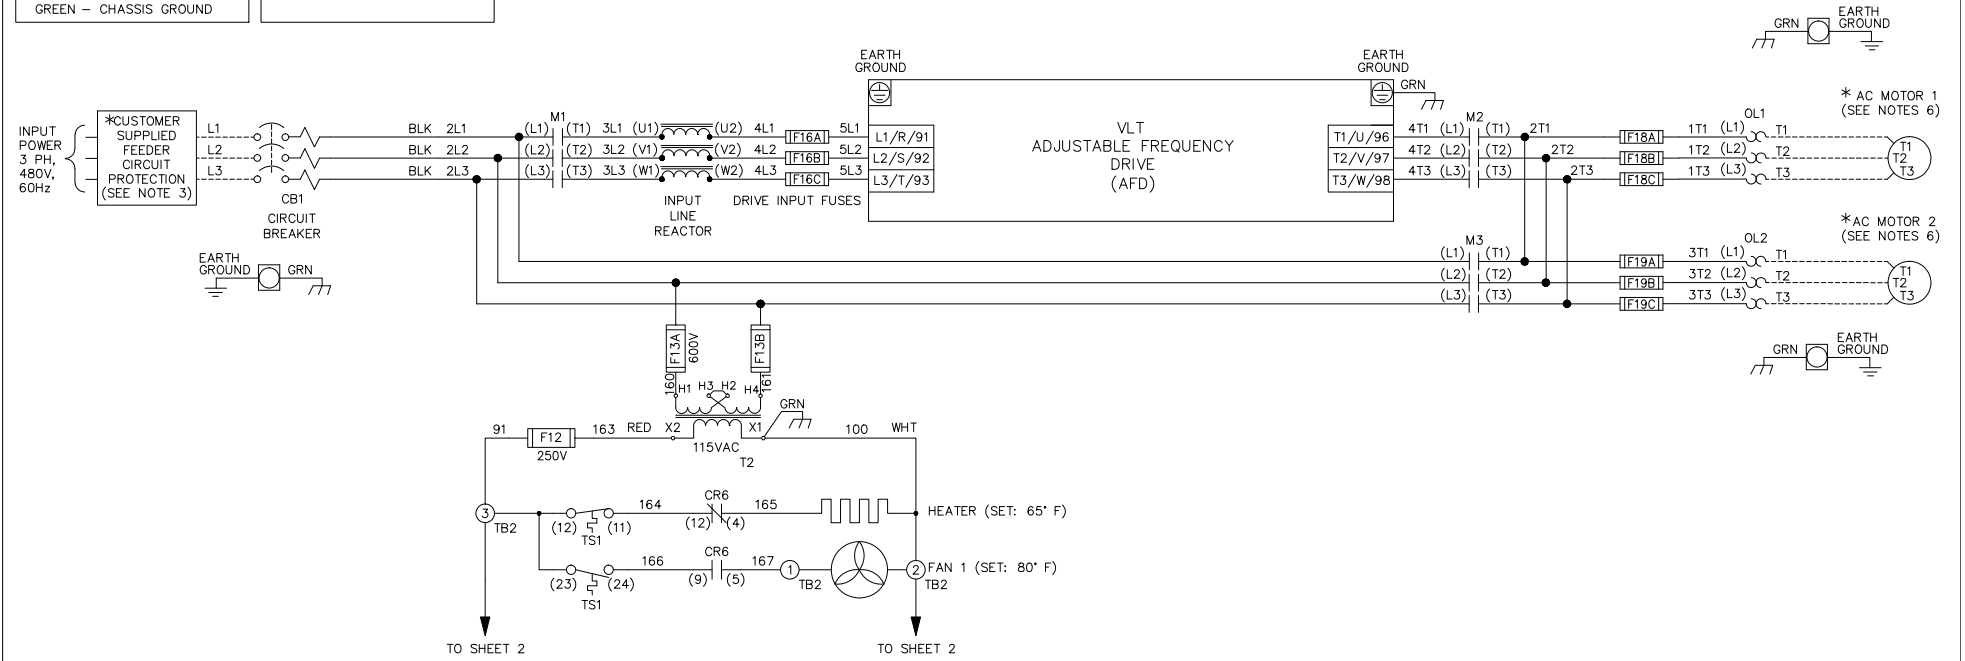 GREEN – CHASSIS GROUND
GRN
EARTH
GROUND
INPUT
POWER
3 PH,
480V,
60Hz
*CUSTOMER
SUPPLIED
FEEDER
CIRCUIT
PROTECTION
(SEE NOTE 3)
L1
L2
L3
CB1
CIRCUIT
BREAKER
EARTH
GROUND
GRN
BLK 2L1
BLK 2L2
BLK 2L3
M1
(L1) (T1) 3L1 (U1) (U2) 4L1 F16A 5L1
(L2) (T2) 3L2 (V1) (V2) 4L2 F16B 5L2
(L3) (T3) 3L3 (W1) (W2) 4L3 F16C 5L3
INPUT
LINE
REACTOR
DRIVE INPUT FUSES
EARTH
GROUND
L1/R/91
L2/S/92
L3/T/93
VLT
ADJUSTABLE FREQUENCY
DRIVE
(AFD)
EARTH
GROUND
GRN
T1/U/96
T2/V/97
T3/W/98
M2
4T1 (L1) (T1) 2T1 F18A 1T1 (L1) T1
4T2 (L2) (T2) 2T2 F18B 1T2 (L2) T2
4T3 (L3) (T3) 2T3 F18C 1T3 (L3) T3
OL1
* AC MOTOR 1
(SEE NOTES 6)
T1
T2
T3
M3
(L1) (T1) F19A 3T1 (L1) T1
(L2) (T2) F19B 3T2 (L2) T2
(L3) (T3) F19C 3T3 (L3) T3
OL2
* AC MOTOR 2
(SEE NOTES 6)
T1
T2
T3
GRN
EARTH
GROUND
F13A
600V
F13B
160
H1 H3 H2 H4
161
GRN
91 F12 163 RED X2 X1 100 WHT
250V
115VAC
T2
3
TB2
(12) (11) 164 CR6 165
TS1
(12) (4)
HEATER (SET: 65° F)
(23) (24) 166 CR6 167 1
TS1
(9) (5)
TB2
2
FAN 1 (SET: 80° F)
TB2
TO SHEET 2
TO SHEET 2